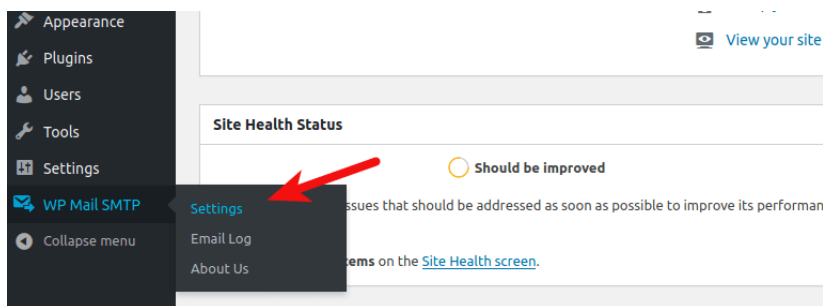 Appearance
Plugins
Users
Tools
Settings
WP Mail SMTP
Collapse menu
Settings
Email Log
About Us
View your site
Site Health Status
Should be improved
ssues that should be addressed as soon as possible to improve its performan
ems on the Site Health screen.